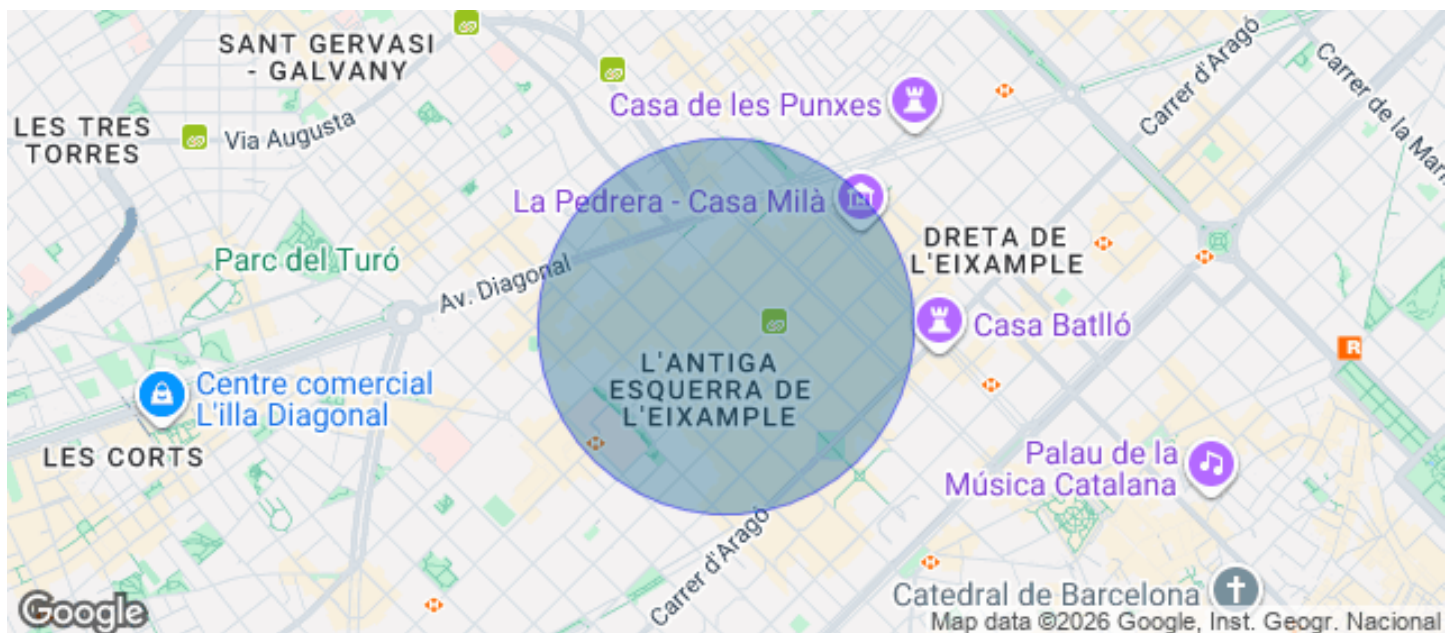 SANT GERVASI
- GALVANY
Casa de les Punxes
Carrer d'Aragó
Carrer de la Mari
LES TRES
TORRES
Via Augusta
La Pedrera - Casa Milà
DRETA DE
L'EIXAMPLE
Parc del Turó
Av. Diagonal
Casa Batlló
L'ANTIGA
ESQUERRA DE
L'EIXAMPLE
R
Centre comercial
L'illa Diagonal
LES CORTS
Palau de la
Música Catalana
Carrer d'Aragó
Catedral de Barcelona
Google
Map data ©2026 Google, Inst. Geogr. Nacional